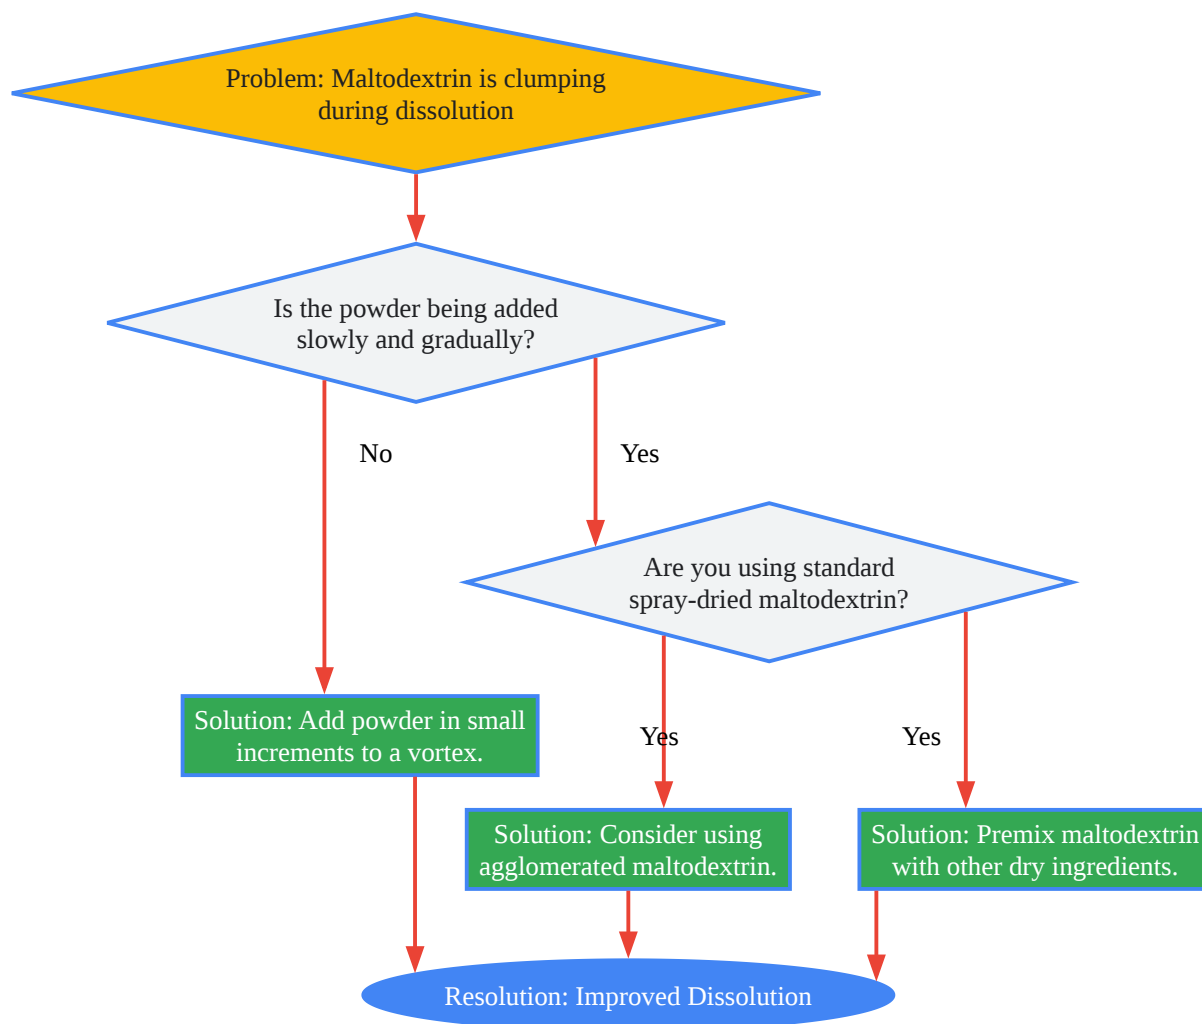 Problem: Maltodextrin is clumping
during dissolution
Is the powder being added
slowly and gradually?
No
Yes
Are you using standard
spray-dried maltodextrin?
Solution: Add powder in small
increments to a vortex.
Yes
Yes
Solution: Consider using
agglomerated maltodextrin.
Solution: Premix maltodextrin
with other dry ingredients.
Resolution: Improved Dissolution